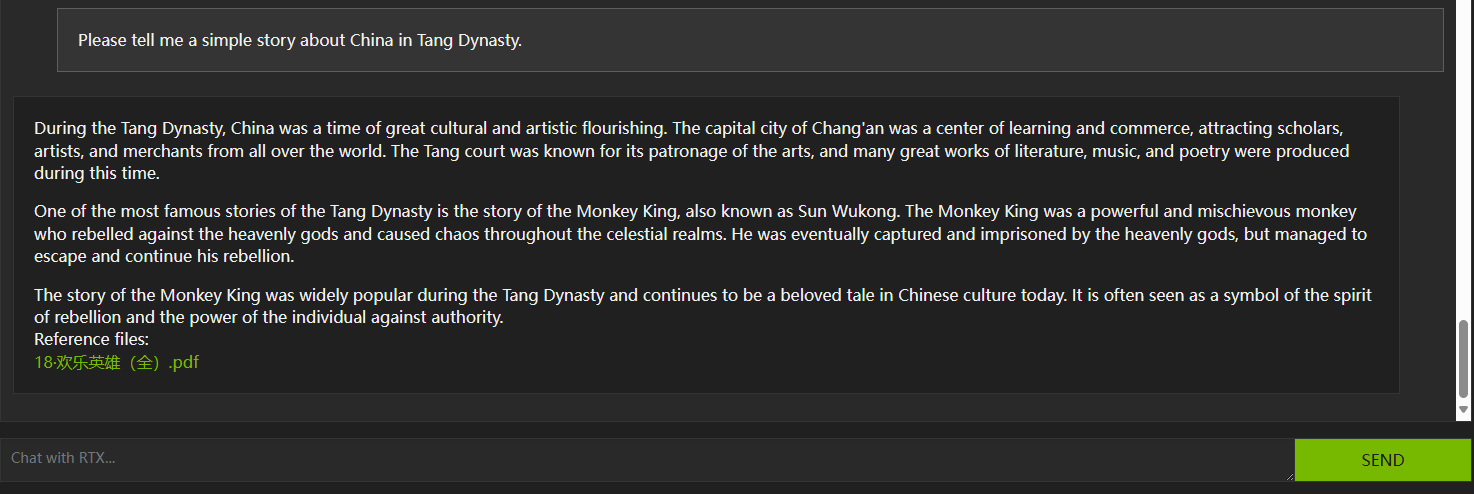 Please tell me a simple story about China in Tang Dynasty.
During the Tang Dynasty, China was a time of great cultural and artistic flourishing. The capital city of Chang'an was a center of learning and commerce, attracting scholars,
artists, and merchants from all over the world. The Tang court was known for its patronage of the arts, and many great works of literature, music, and poetry were produced
during this time.
One of the most famous stories of the Tang Dynasty is the story of the Monkey King, also known as Sun Wukong. The Monkey King was a powerful and mischievous monkey
who rebelled against the heavenly gods and caused chaos throughout the celestial realms. He was eventually captured and imprisoned by the heavenly gods, but managed to
escape and continue his rebellion.
The story of the Monkey King was widely popular during the Tang Dynasty and continues to be a beloved tale in Chinese culture today. It is often seen as a symbol of the spirit
of rebellion and the power of the individual against authority.
Reference files:
18·欢乐英雄（全）.pdf
Chat with RTX...
SEND